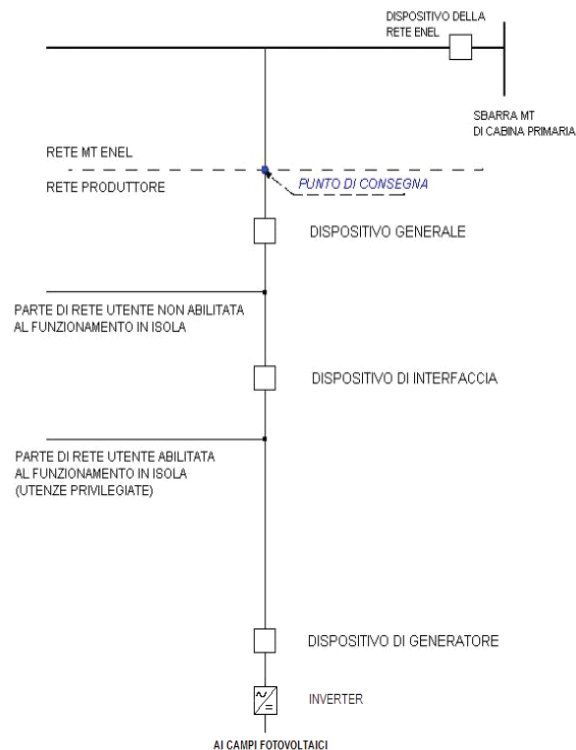 DISPOSITIVO DELLA
RETE ENEL
SBARRA MT
DI CABINA PRIMARIA
RETE MT ENEL
RETE PRODUTTORE
PUNTO DI CONSEGNA
DISPOSITIVO GENERALE
PARTE DI RETE UTENTE NON ABILITATA
AL FUNZIONAMENTO IN ISOLA
DISPOSITIVO DI INTERFACCIA
PARTE DI RETE UTENTE ABILITATA
AL FUNZIONAMENTO IN ISOLA
(UTENZE PRIVILEGIATE)
DISPOSITIVO DI GENERATORE
INVERTER
AI CAMPI FOTOVOLTAICI